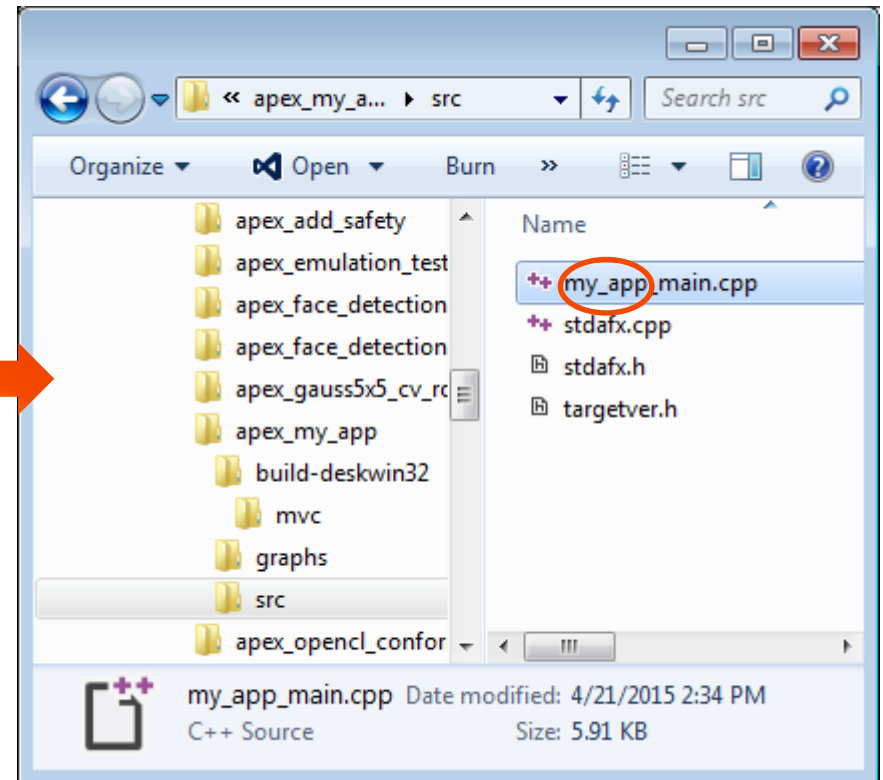 « apex_my_a... ▸ src
Search src
Organize Open Burn »
apex_add_safety
apex_emulation_test
apex_face_detection
apex_face_detection
apex_gauss5x5_cv_rc
apex_my_app
build-deskwin32
mvc
graphs
src
apex_opencl_confor
Name
my_app_main.cpp
stdafx.cpp
stdafx.h
targetver.h
my_app_main.cpp Date modified: 4/21/2015 2:34 PM
C++ Source Size: 5.91 KB